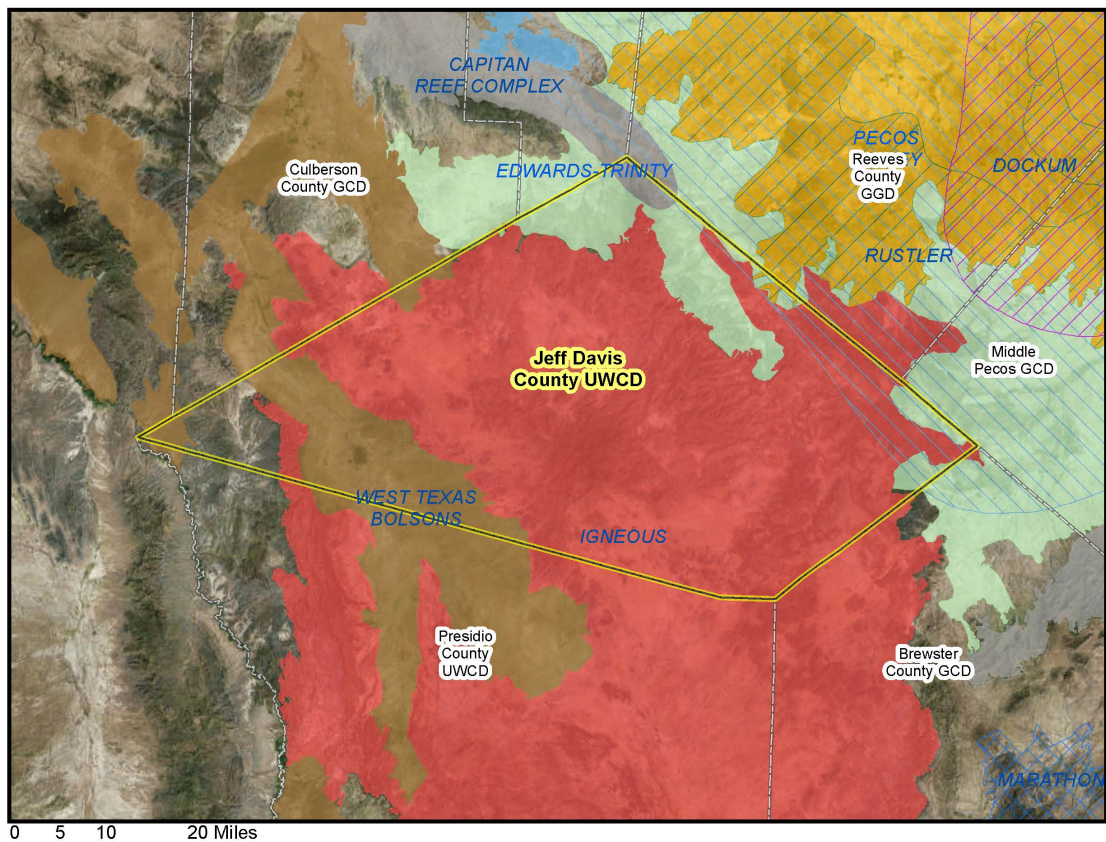 CAPITAN
REEF COMPLEX
PECOS
Y
Reeves
County
GGD
DOCKUM
Culberson
County GCD
EDWARDS-TRINITY
RUSTLER
Jeff Davis
County UWCD
Middle
Pecos GCD
WEST TEXAS
BOLSONS
IGNEOUS
Presidio
County
UWCD
Brewster
County GCD
MARATHON
0 5 10 20 Miles